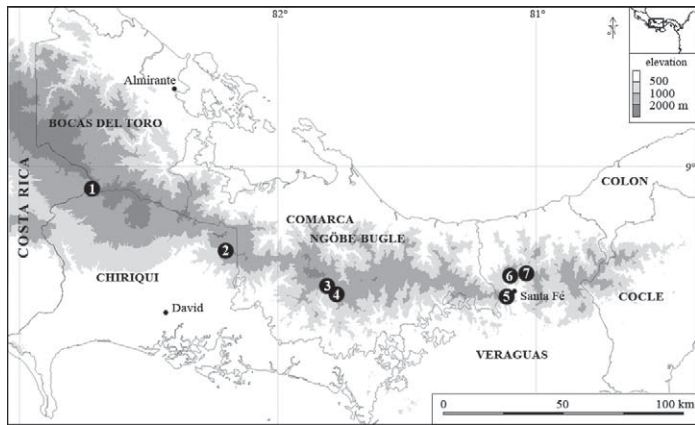 82°
81°
elevation
500
1000
2000 m
Almirante
BOCAS DEL TORO
9°
COSTA RICA
1
COLON
COMARCA
NGÖBE-BUGLE
2
CHIRIQUI
3
4
6
7
5
Santa Fé
COCLE
David
VERAGUAS
0
50
100 km